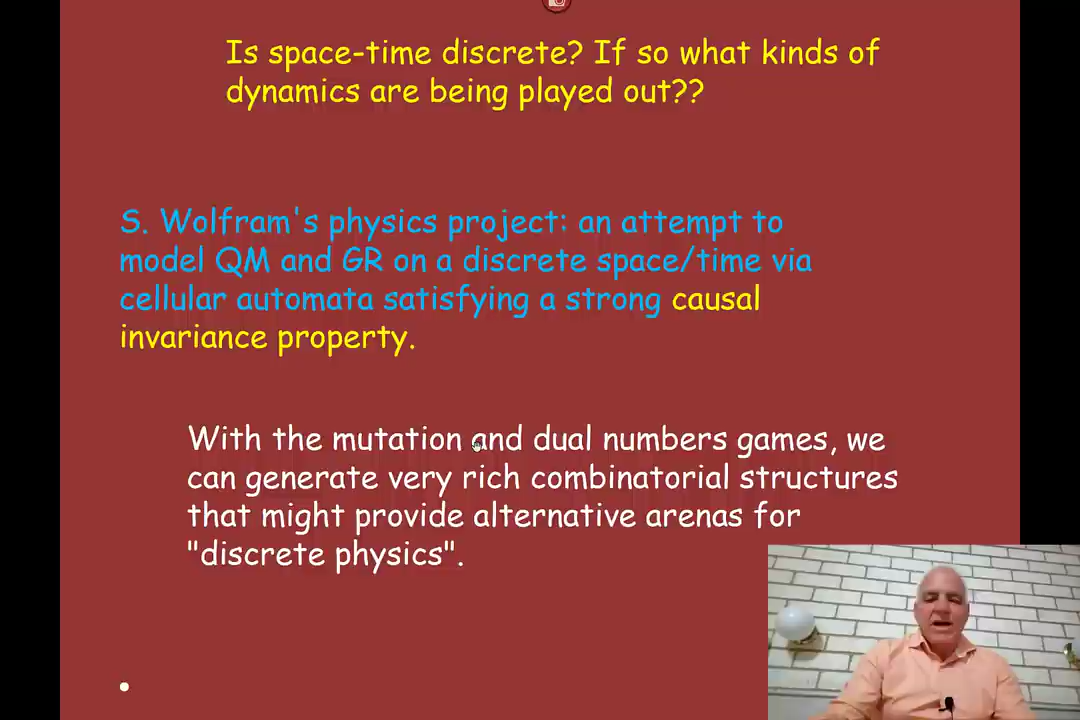 Is space-time discrete? If so what kinds of
dynamics are being played out??
S. Wolfram's physics project: an attempt to
model QM and GR on a discrete space/time via
cellular automata satisfying a strong causal
invariance property.
With the mutation and dual numbers games, we
can generate very rich combinatorial structures
that might provide alternative arenas for
"discrete physics".